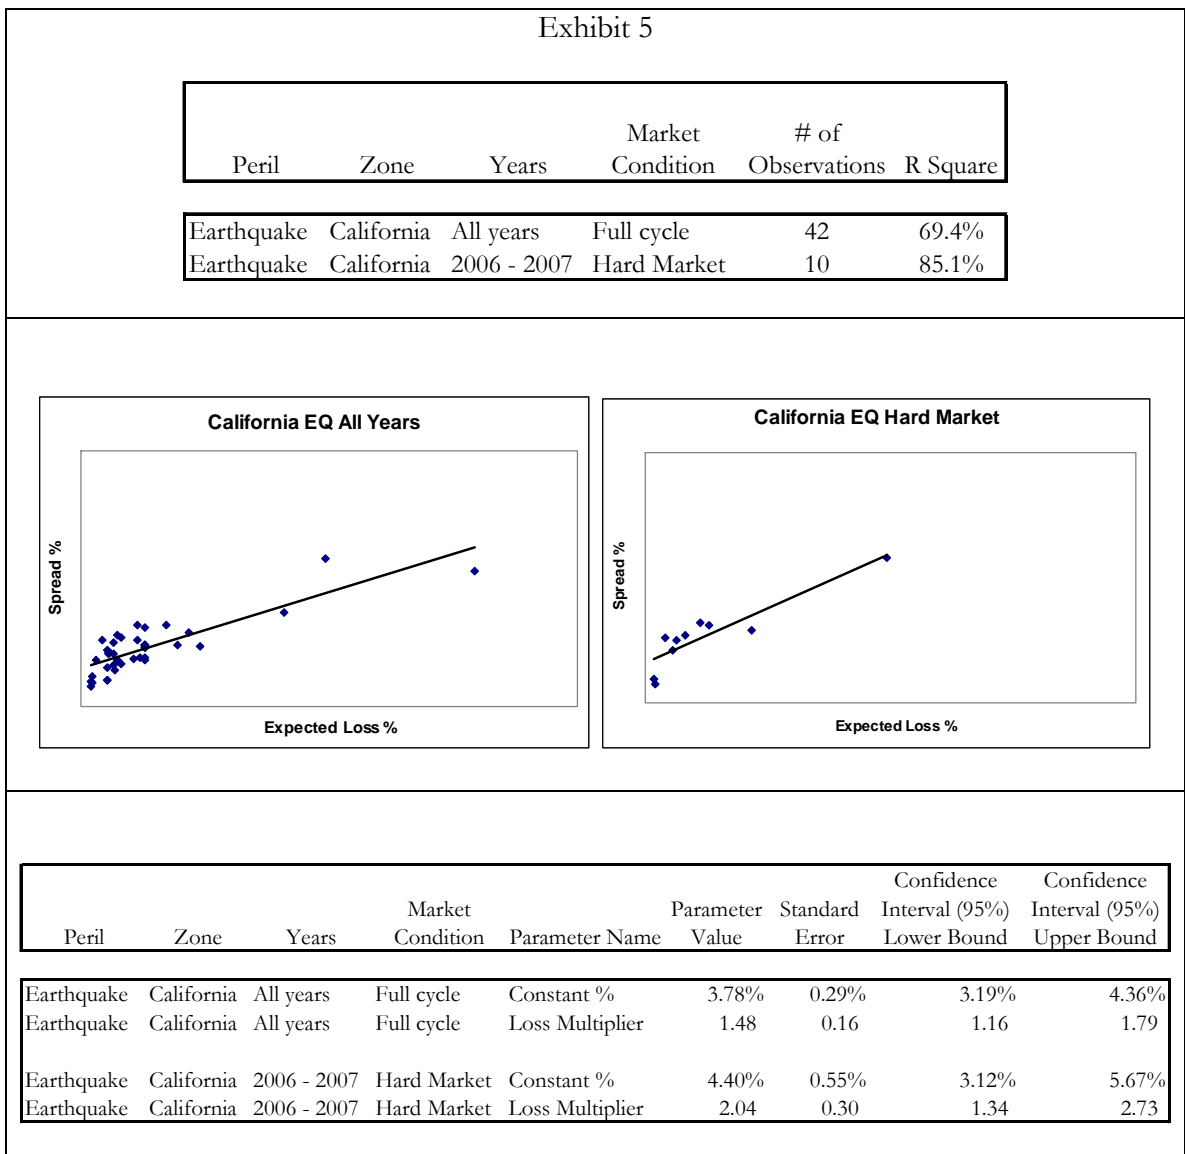 Exhibit 5
Market # of
Peril Zone Years Condition Observations R Square
Earthquake California All years Full cycle 42 69.4%
Earthquake California 2006 - 2007 Hard Market 10 85.1%
California EQ All Years
Spread %
Expected Loss %
California EQ Hard Market
Spread %
Expected Loss %
Confidence Confidence
Market Parameter Standard Interval (95%) Interval (95%)
Peril Zone Years Condition Parameter Name Value Error Lower Bound Upper Bound
Earthquake California All years Full cycle Constant % 3.78% 0.29% 3.19% 4.36%
Earthquake California All years Full cycle Loss Multiplier 1.48 0.16 1.16 1.79
Earthquake California 2006 - 2007 Hard Market Constant % 4.40% 0.55% 3.12% 5.67%
Earthquake California 2006 - 2007 Hard Market Loss Multiplier 2.04 0.30 1.34 2.73